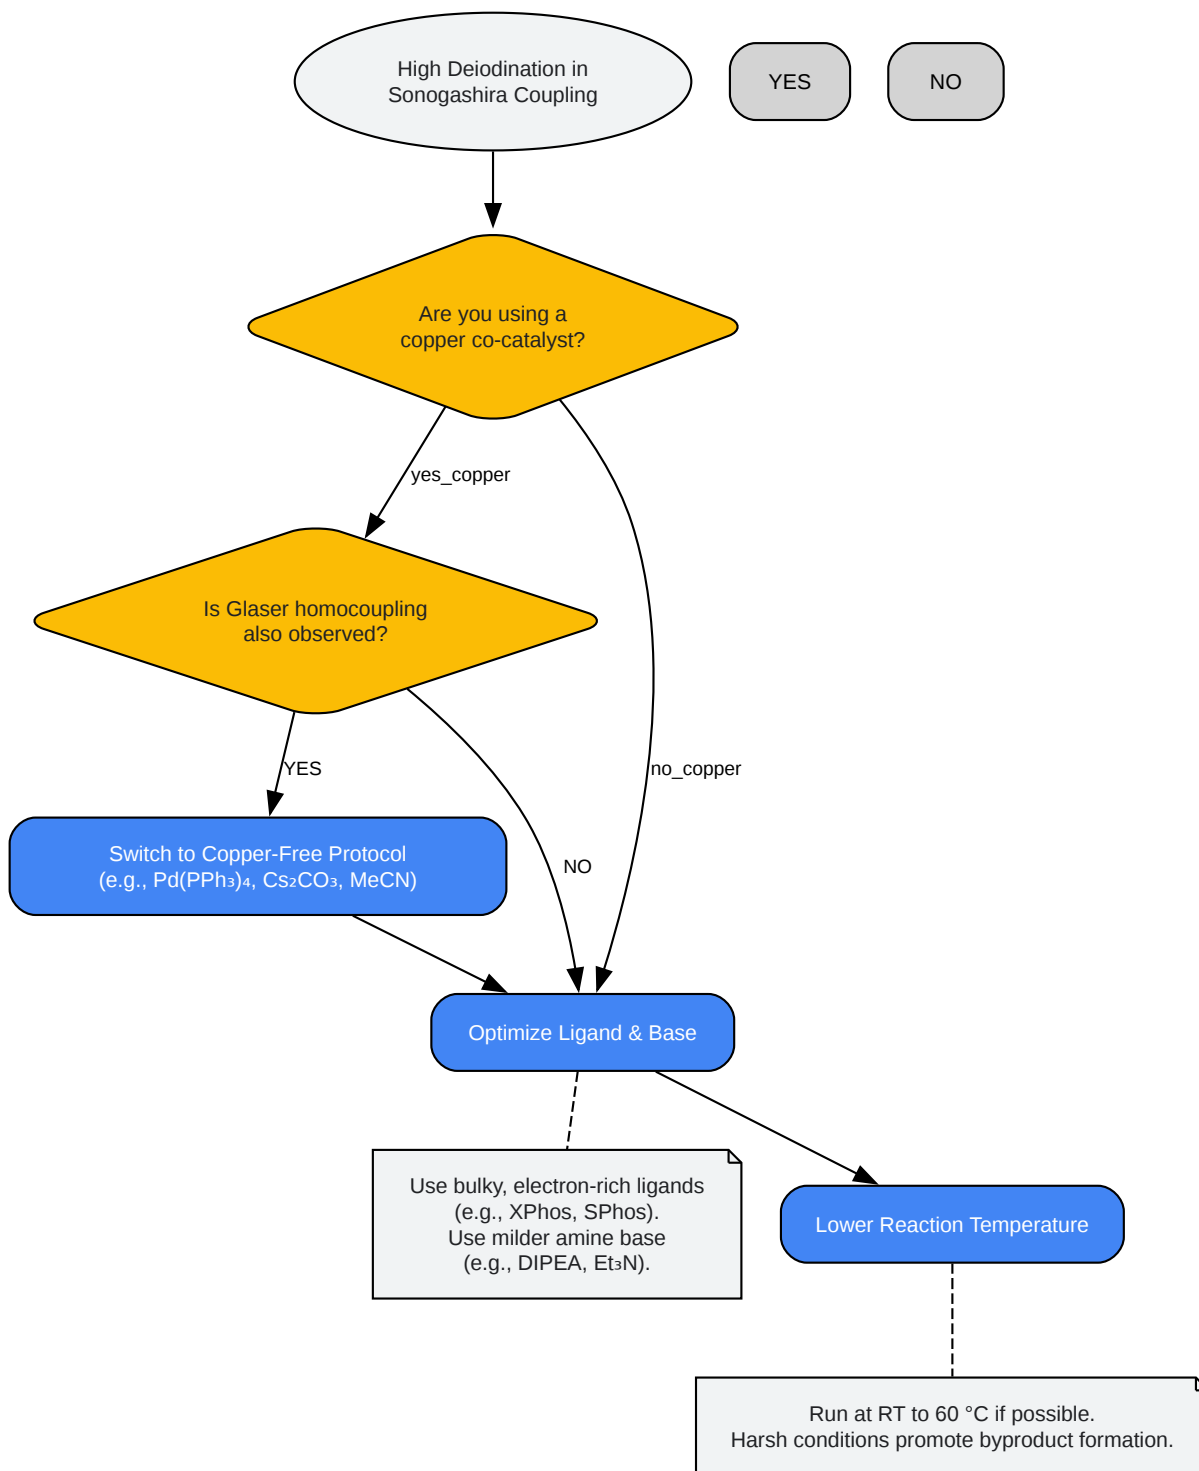 High Deiodination in
Sonogashira Coupling
YES
NO
Are you using a
copper co-catalyst?
yes_copper
Is Glaser homocoupling
also observed?
YES
no_copper
Switch to Copper-Free Protocol
(e.g., Pd(PPh₃)₄, Cs₂CO₃, MeCN)
NO
Optimize Ligand & Base
Use bulky, electron-rich ligands
(e.g., XPhos, SPhos).
Use milder amine base
(e.g., DIPEA, Et₃N).
Lower Reaction Temperature
Run at RT to 60 °C if possible.
Harsh conditions promote byproduct formation.